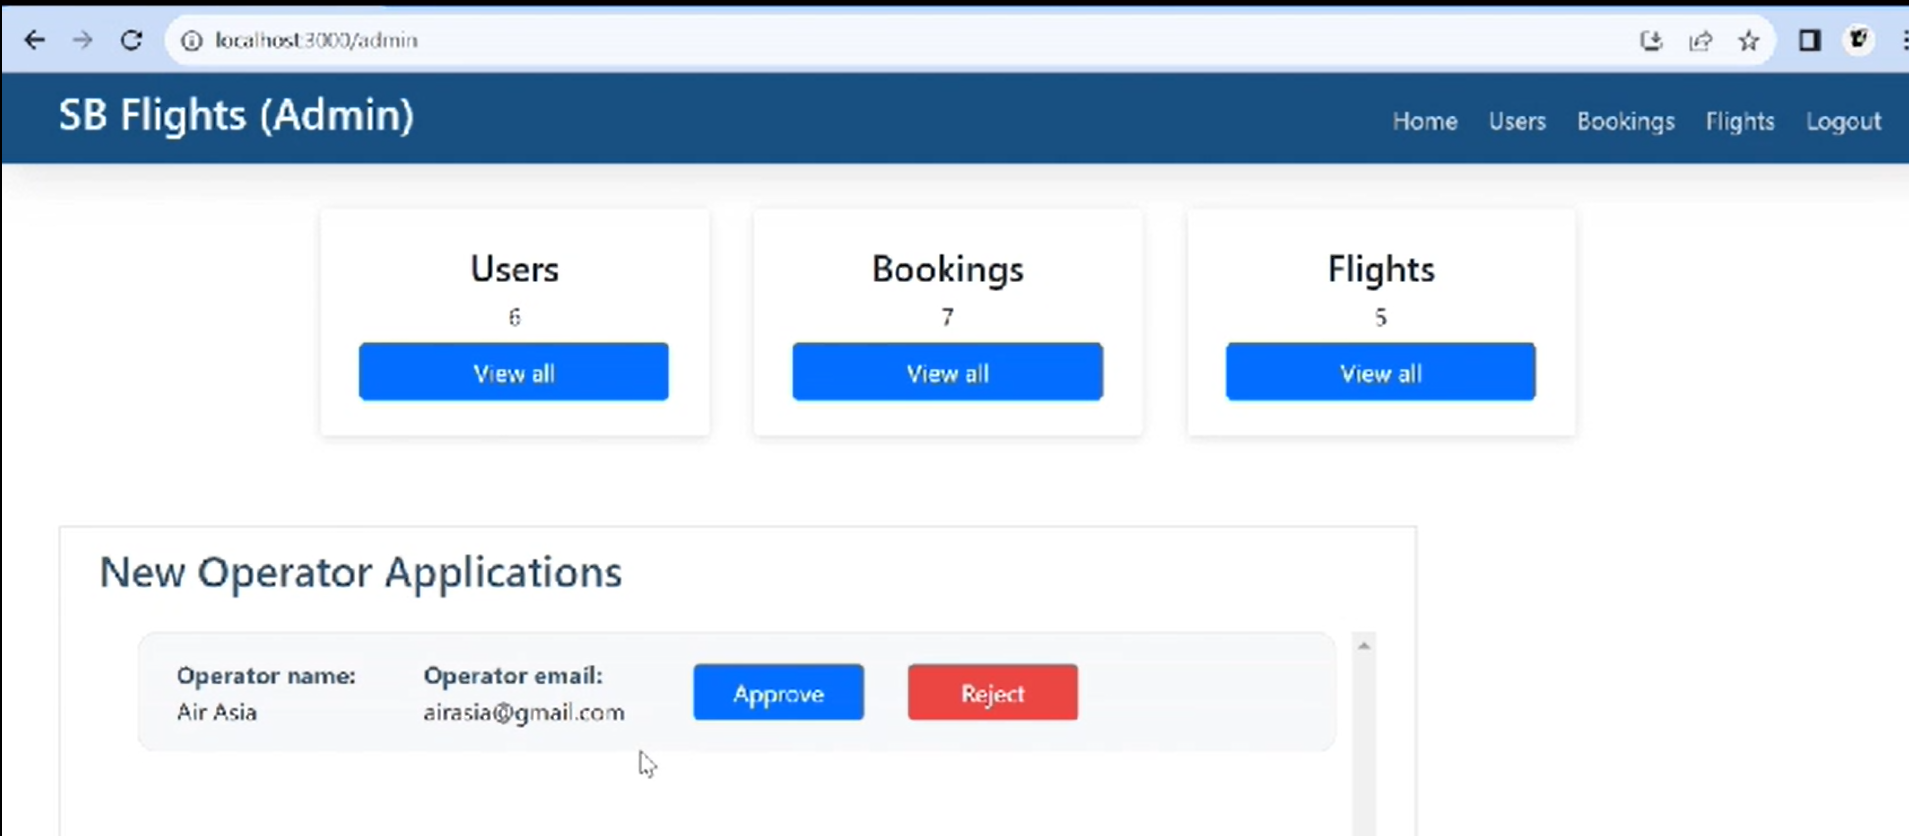 localhost:3000/admin
SB Flights (Admin)
Home Users Bookings Flights Logout
Users
6
View all
Bookings
7
View all
Flights
5
View all
New Operator Applications
Operator name:
Air Asia
Operator email:
airasia@gmail.com
Approve
Reject